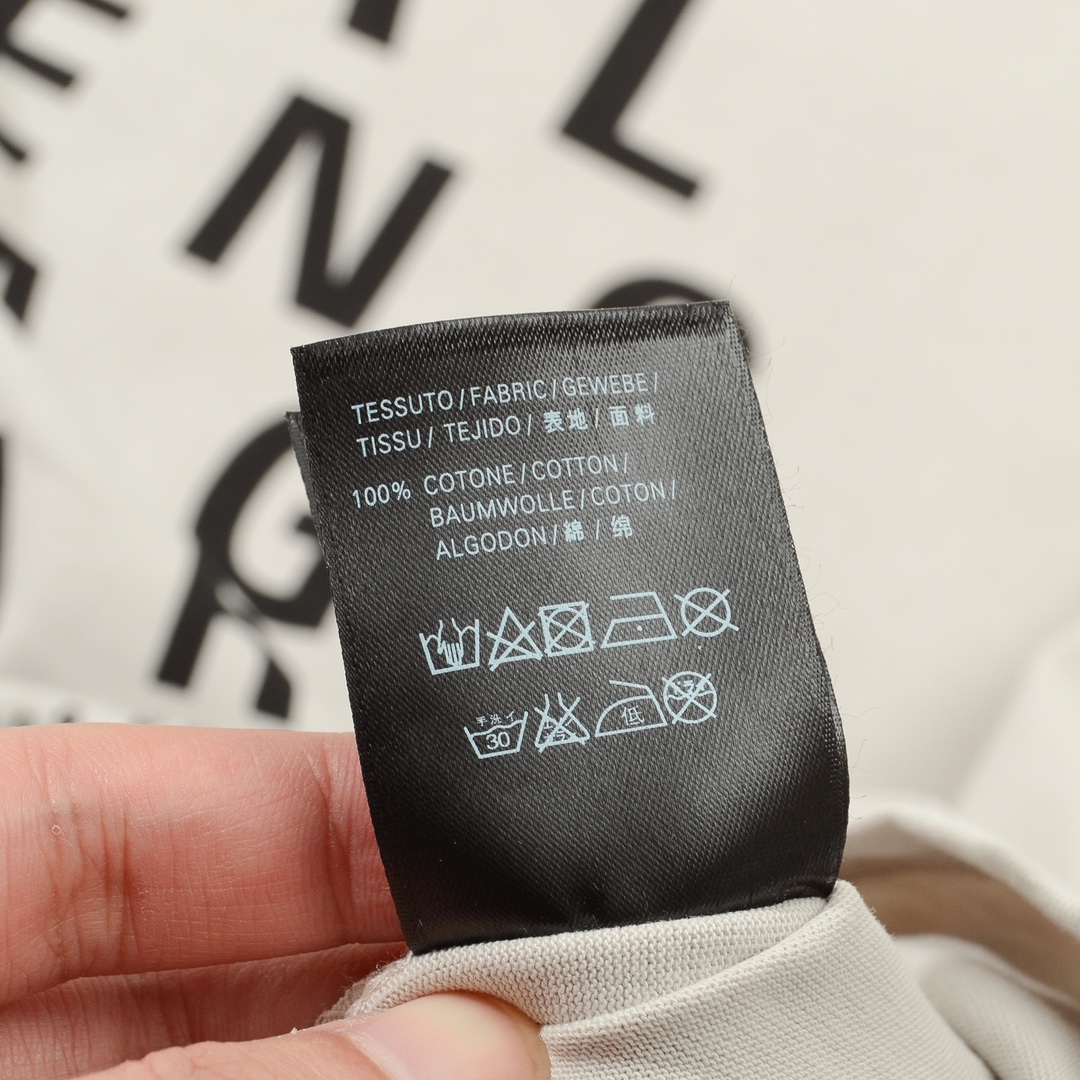 L
N
TESSUTO / FABRIC / GEWEBE /
TISSU / TEJIDO / 表地 / 面料
100% COTONE / COTTON /
BAUMWOLLE / COTON /
ALGODON / 綿 / 绵
手洗イ
30
低